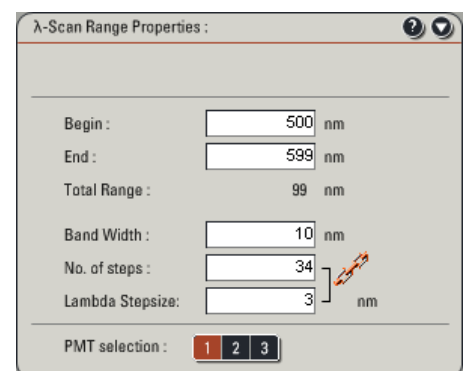 λ-Scan Range Properties : ?
Begin : 500 nm
End : 599 nm
Total Range : 99 nm
Band Width : 10 nm
No. of steps : 34
Lambda Stepsize: 3 nm
PMT selection : 1 2 3